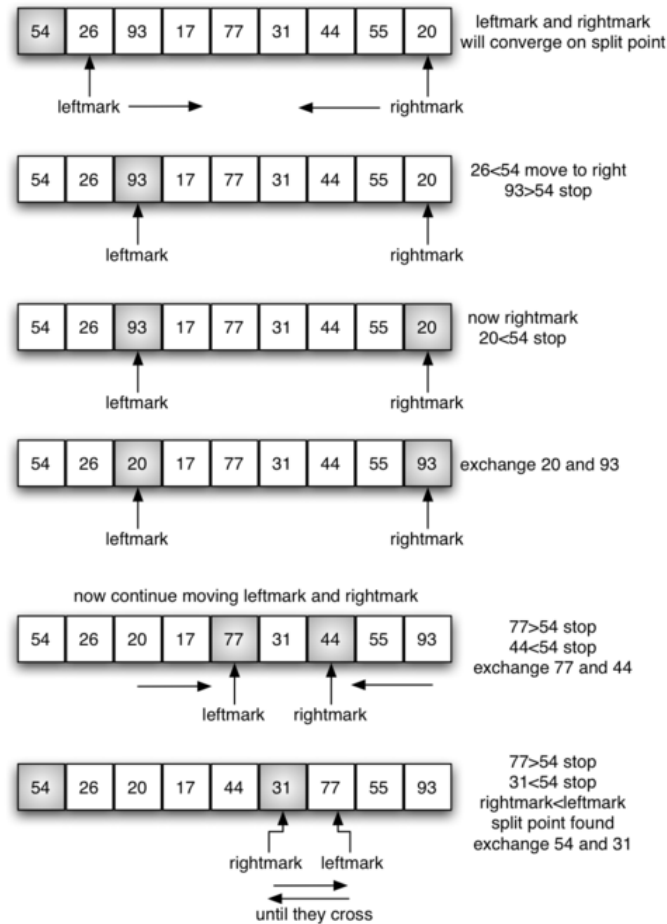 54 26 93 17 77 31 44 55 20
leftmark and rightmark
will converge on split point
leftmark rightmark
54 26 93 17 77 31 44 55 20
26<54 move to right
93>54 stop
leftmark rightmark
54 26 93 17 77 31 44 55 20
now rightmark
20<54 stop
leftmark rightmark
54 26 20 17 77 31 44 55 93
exchange 20 and 93
leftmark rightmark
now continue moving leftmark and rightmark
54 26 20 17 77 31 44 55 93
77>54 stop
44<54 stop
exchange 77 and 44
leftmark rightmark
54 26 20 17 44 31 77 55 93
77>54 stop
31<54 stop
rightmark<leftmark
split point found
exchange 54 and 31
rightmark leftmark
until they cross